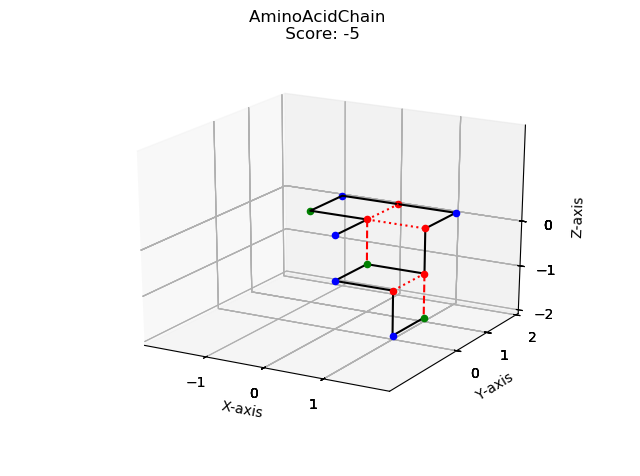 AminoAcidChain
Score: -5
0
−1
−2
Z-axis
2
1
0
Y-axis
−1
0
1
X-axis